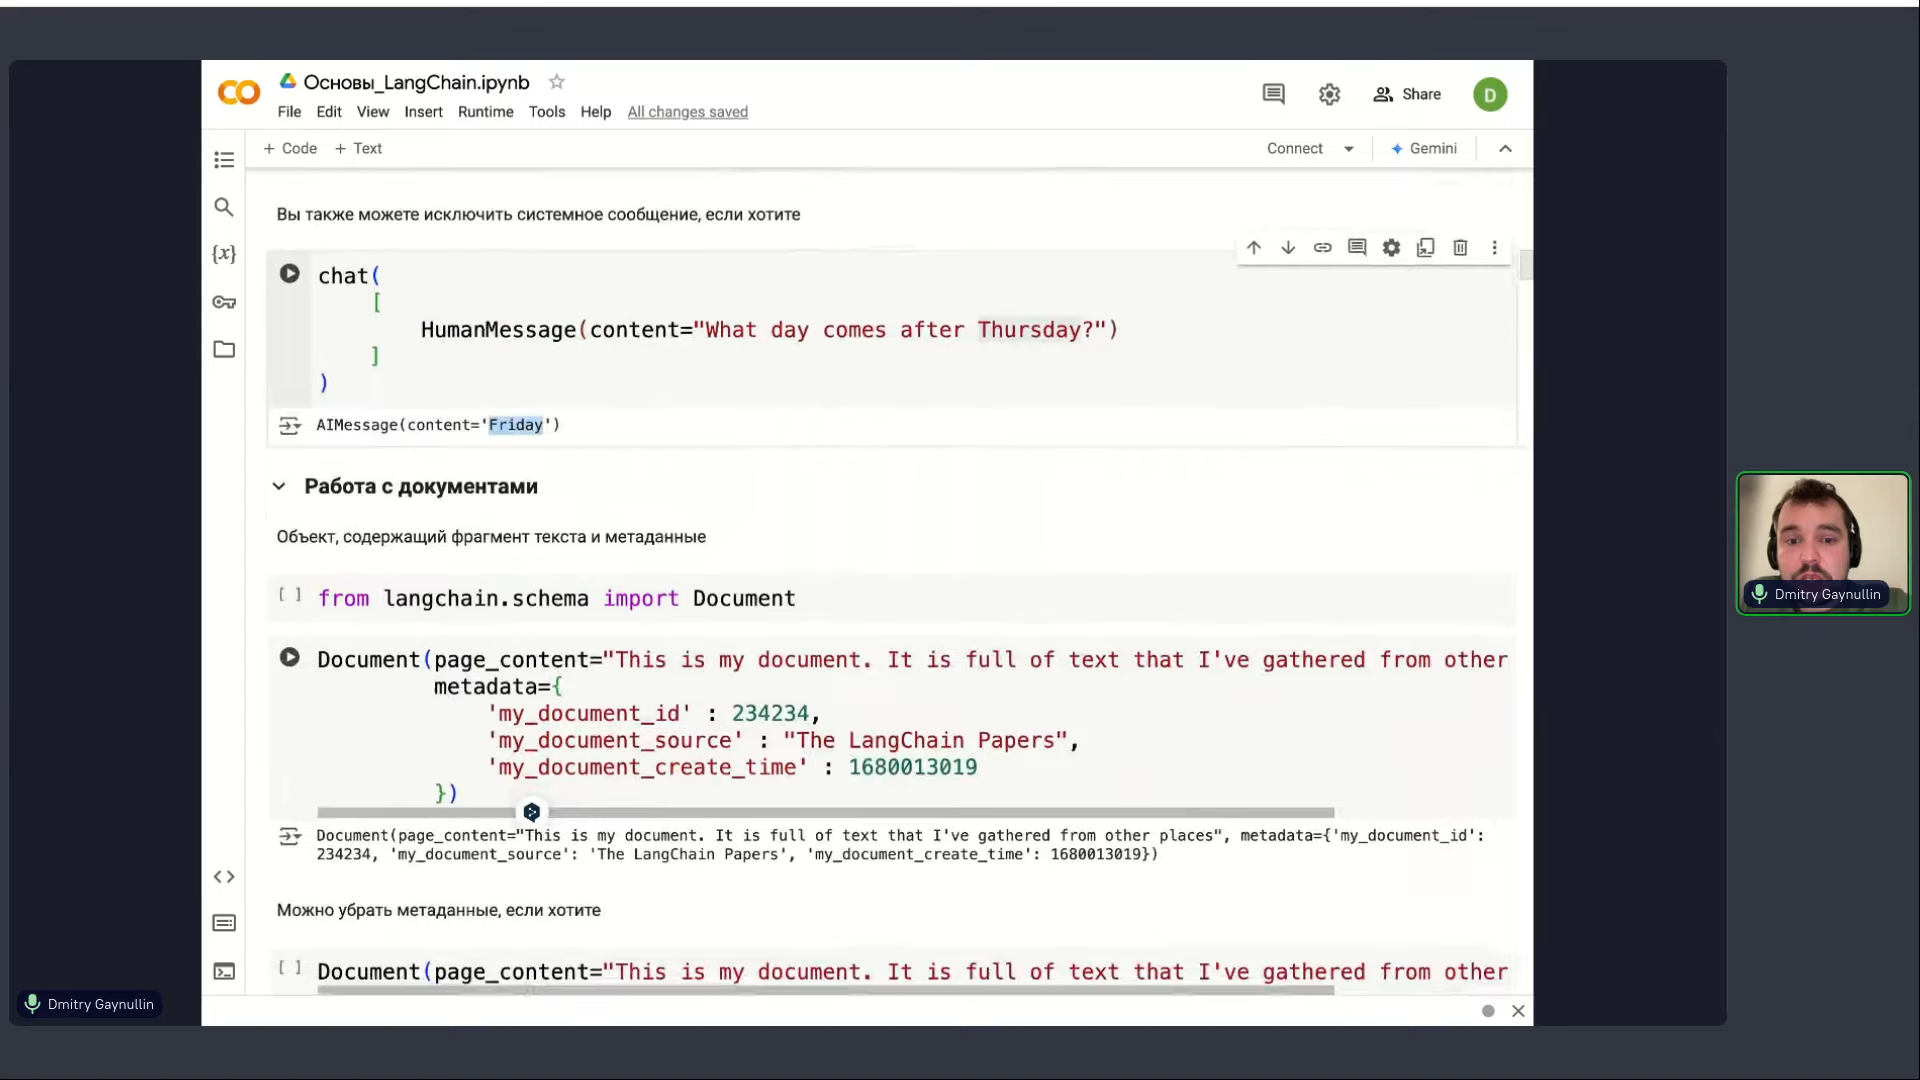 Основы_LangChain.ipynb
File Edit View Insert Runtime Tools Help All changes saved
Share
D
+ Code + Text
Connect
Gemini
Вы также можете исключить системное сообщение, если хотите
chat(
[
HumanMessage(content="What day comes after Thursday?")
]
)
AIMessage(content='Friday')
Работа с документами
Объект, содержащий фрагмент текста и метаданные
[ ] from langchain.schema import Document
Document(page_content="This is my document. It is full of text that I've gathered from other
metadata={
'my_document_id' : 234234,
'my_document_source' : "The LangChain Papers",
'my_document_create_time' : 1680013019
})
Document(page_content="This is my document. It is full of text that I've gathered from other places", metadata={'my_document_id':
234234, 'my_document_source': 'The LangChain Papers', 'my_document_create_time': 1680013019})
Можно убрать метаданные, если хотите
[ ] Document(page_content="This is my document. It is full of text that I've gathered from other
Dmitry Gaynullin
Dmitry Gaynullin